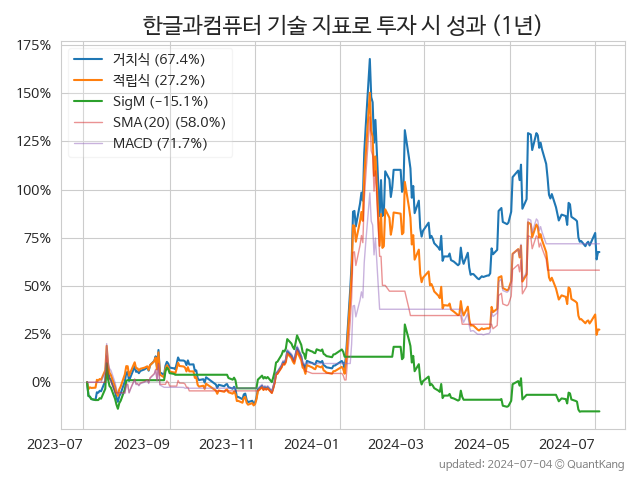 한글과컴퓨터 기술 지표로 투자 시 성과 (1년)
175%
150%
125%
100%
75%
50%
25%
0%
거치식 (67.4%)
적립식 (27.2%)
SigM (-15.1%)
SMA(20) (58.0%)
MACD (71.7%)
2023-07 2023-09 2023-11 2024-01 2024-03 2024-05 2024-07
updated: 2024-07-04 © QuantKang